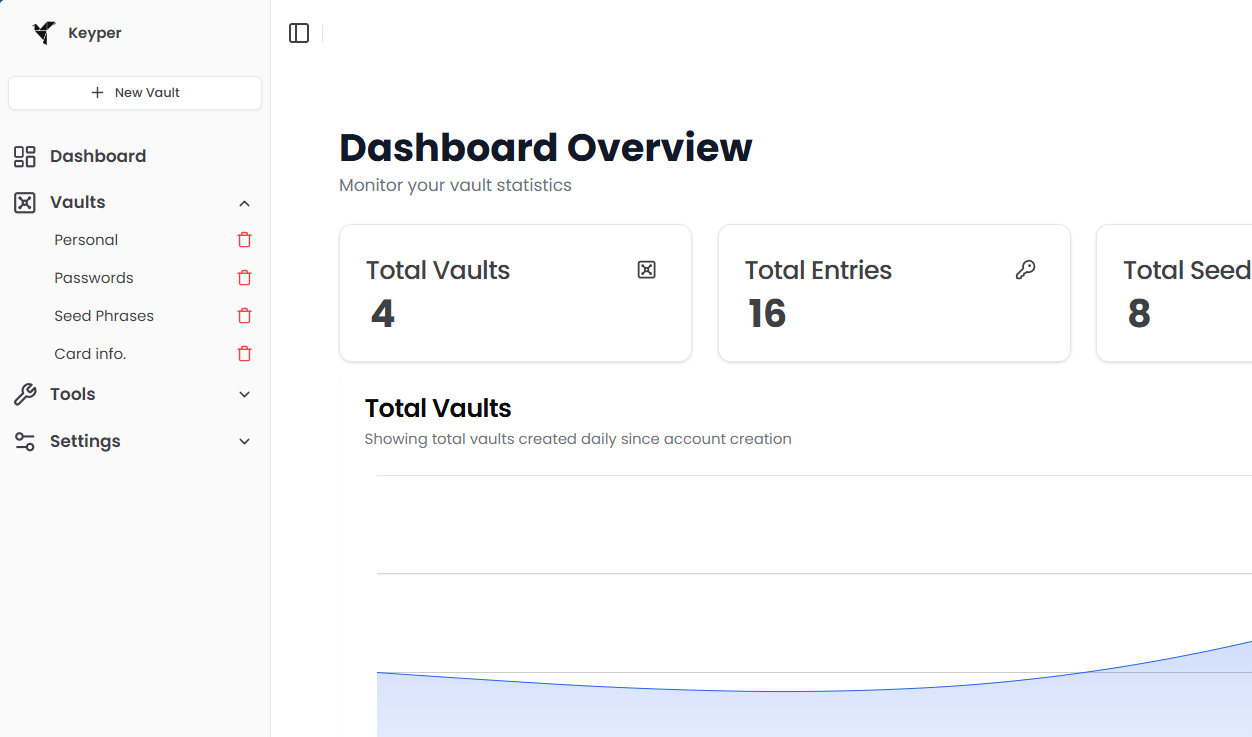 Keyper
New Vault
Dashboard
Vaults
Personal
Passwords
Seed Phrases
Card info.
Tools
Settings
Dashboard Overview
Monitor your vault statistics
Total Vaults
4
Total Entries
16
Total Seed
8
Total Vaults
Showing total vaults created daily since account creation